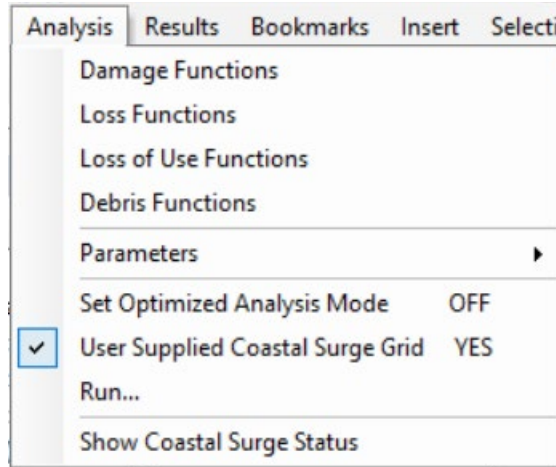 Analysis Results Bookmarks Insert Selecti
Damage Functions
Loss Functions
Loss of Use Functions
Debris Functions
Parameters
Set Optimized Analysis Mode OFF
User Supplied Coastal Surge Grid YES
Run...
Show Coastal Surge Status